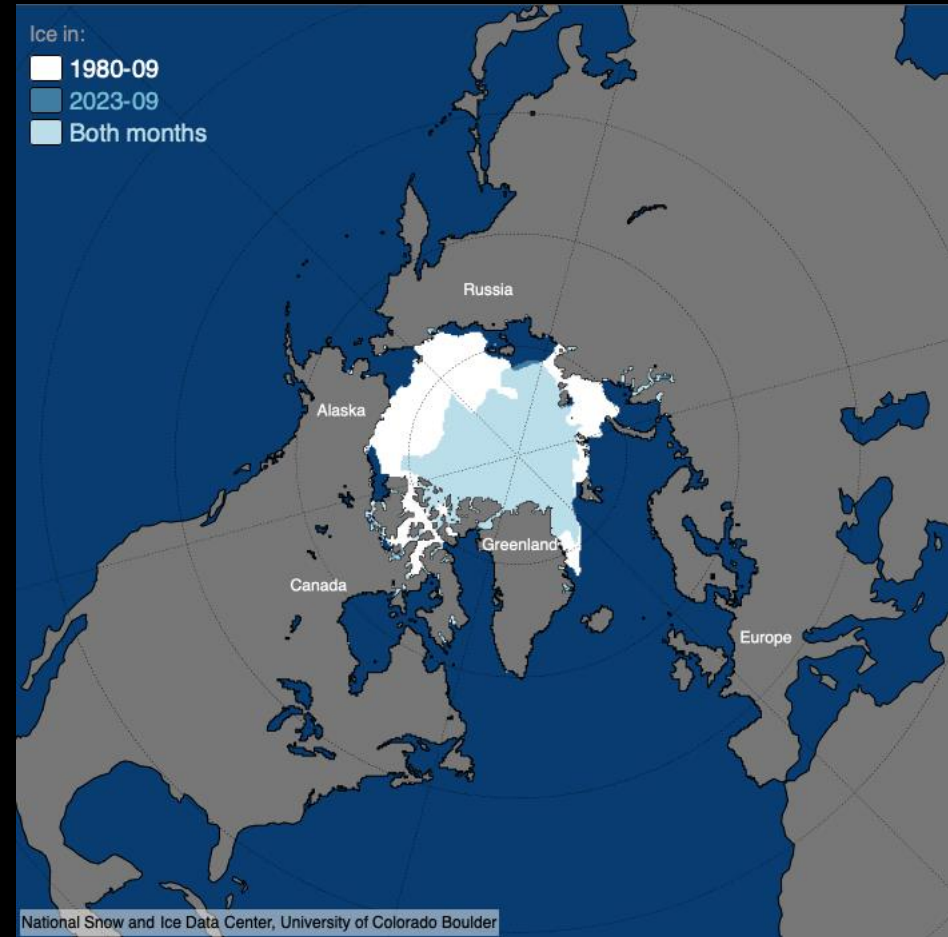 Ice in:
1980-09
2023-09
Both months
Russia
Alaska
Greenland
Canada
Europe
National Snow and Ice Data Center, University of Colorado Boulder